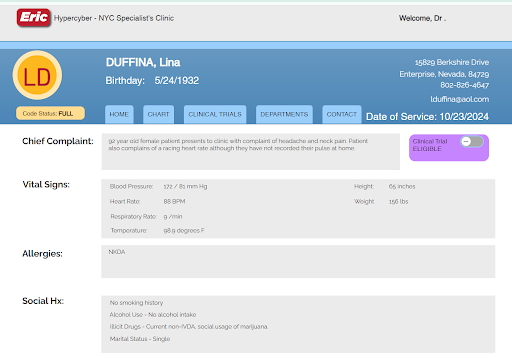 Eric Hypercyber - NYC Specialist's Clinic Welcome, Dr .
LD
DUFFINA, Lina
Birthday: 5/24/1932
15829 Berkshire Drive
Enterprise, Nevada, 84729
802-826-4647
lduffina@aol.com
Code Status: FULL
HOME CHART CLINICAL TRIALS DEPARTMENTS CONTACT
Date of Service: 10/23/2024
Chief Complaint:
92 year old female patient presents to clinic with complaint of headache and neck pain. Patient
also complains of a racing heart rate although they have not recorded their pulse at home.
Clinical Trial
ELIGIBLE
Vital Signs:
Blood Pressure: 172 / 81 mm Hg Height: 65 inches
Heart Rate: 88 BPM Weight 156 lbs
Respiratory Rate: 9 /min
Temperature: 98.9 degrees F
Allergies:
NKDA
Social Hx:
No smoking history
Alcohol Use - No alcohol intake
Illicit Drugs - Current non-IVDA, social usage of marijuana.
Marital Status - Single